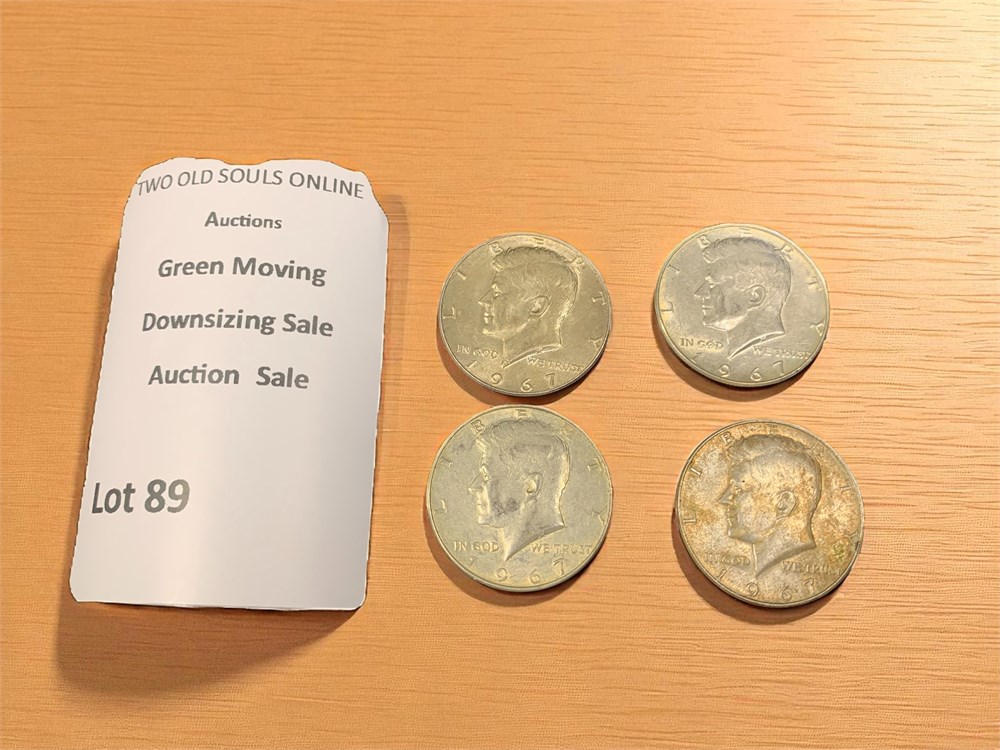 TWO OLD SOULS ONLINE
Auctions
Green Moving
Downsizing Sale
Auction Sale
Lot 89
LIBERTY
IN GOD WE TRUST
1967
LIBERTY
IN GOD WE TRUST
1967
LIBERTY
IN GOD WE TRUST
1967
LIBERTY
IN GOD WE TRUST
1967